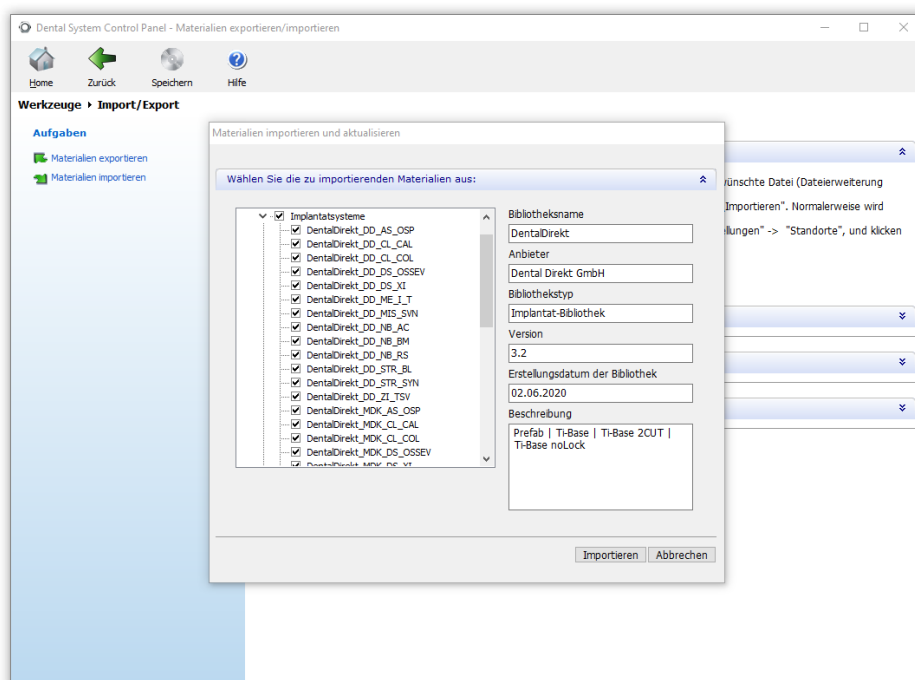 Dental System Control Panel - Materialien exportieren/importieren
Home
Zurück
Speichern
Hilfe
Werkzeuge Import/Export
Aufgaben
Materialien exportieren
Materialien importieren
Materialien importieren und aktualisieren
Wählen Sie die zu importierenden Materialien aus:
Implantatsysteme
DentalDirekt_DD_AS_OSP
DentalDirekt_DD_CL_CAL
DentalDirekt_DD_CL_COL
DentalDirekt_DD_DS_OSSEV
DentalDirekt_DD_DS_XI
DentalDirekt_DD_ME_I_T
DentalDirekt_DD_MIS_SVN
DentalDirekt_DD_NB_AC
DentalDirekt_DD_NB_BM
DentalDirekt_DD_NB_RS
DentalDirekt_DD_STR_BL
DentalDirekt_DD_STR_SYN
DentalDirekt_DD_ZI_TSV
DentalDirekt_MDK_AS_OSP
DentalDirekt_MDK_CL_CAL
DentalDirekt_MDK_CL_COL
DentalDirekt_MDK_DS_OSSEV
DentalDirekt_MDK_DS_XI
Bibliotheksname
DentalDirekt
Anbieter
Dental Direkt GmbH
Bibliothekstyp
Implantat-Bibliothek
Version
3.2
Erstellungsdatum der Bibliothek
02.06.2020
Beschreibung
Prefab | Ti-Base | Ti-Base 2CUT |
Ti-Base noLock
Importieren
Abbrechen
wünschte Datei (Dateierweiterung
Importieren". Normalerweise wird
llungen" -> "Standorte", und klicken